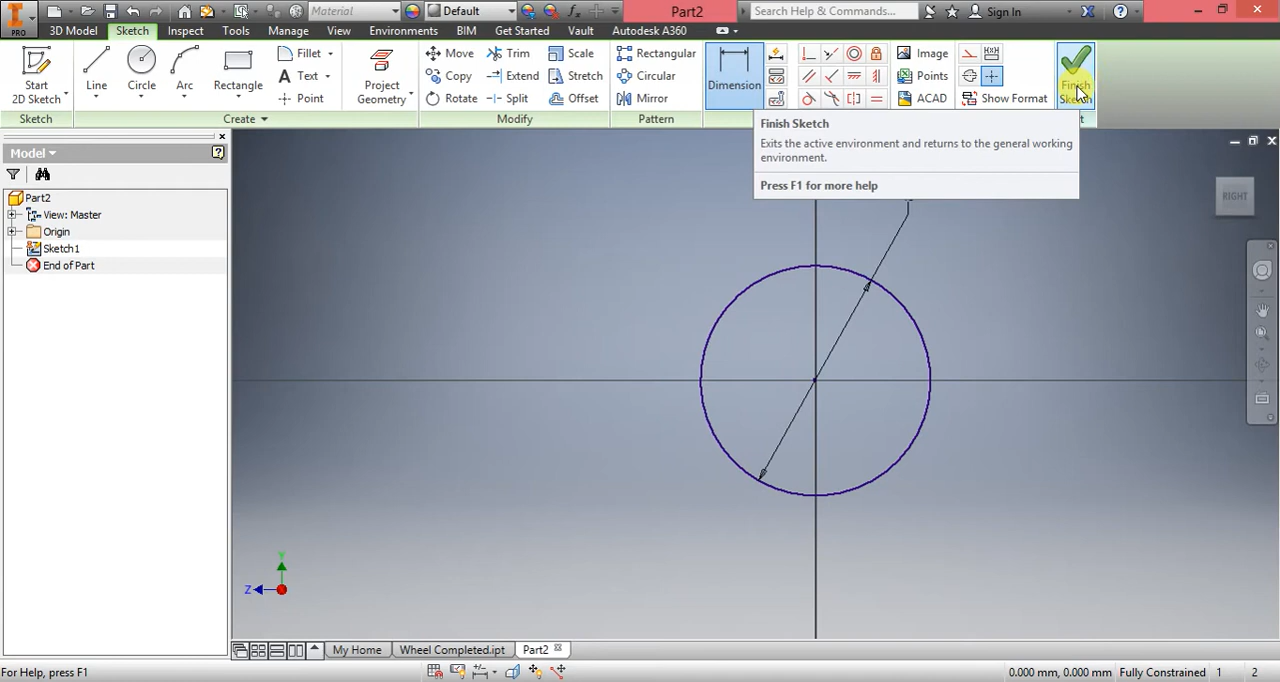 Material
Default
fx
Part2
Search Help & Commands...
Sign In
PRO
3D Model
Sketch
Inspect
Tools
Manage
View
Environments
BIM
Get Started
Vault
Autodesk A360
Start
2D Sketch
Line
Circle
Arc
Rectangle
Fillet
Text
Point
Project
Geometry
Move
Copy
Rotate
Trim
Extend
Split
Scale
Stretch
Offset
Rectangular
Circular
Mirror
Dimension
Image
Points
ACAD
Show Format
Finish
Sketch
Sketch
Create
Modify
Pattern
Finish Sketch
Exits the active environment and returns to the general working
environment.
Press F1 for more help
Model
Part2
View: Master
Origin
Sketch1
End of Part
RIGHT
Y
Z
My Home
Wheel Completed.ipt
Part2
For Help, press F1
0.000 mm, 0.000 mm
Fully Constrained
1
2